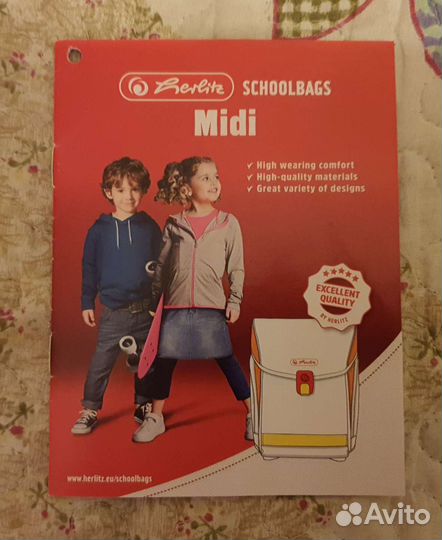 Herlitz SCHOOLBAGS
Midi
✓ High wearing comfort
✓ High-quality materials
✓ Great variety of designs
EXCELLENT
QUALITY
BY HERLITZ
Herlitz
www.herlitz.eu/schoolbags
Avito